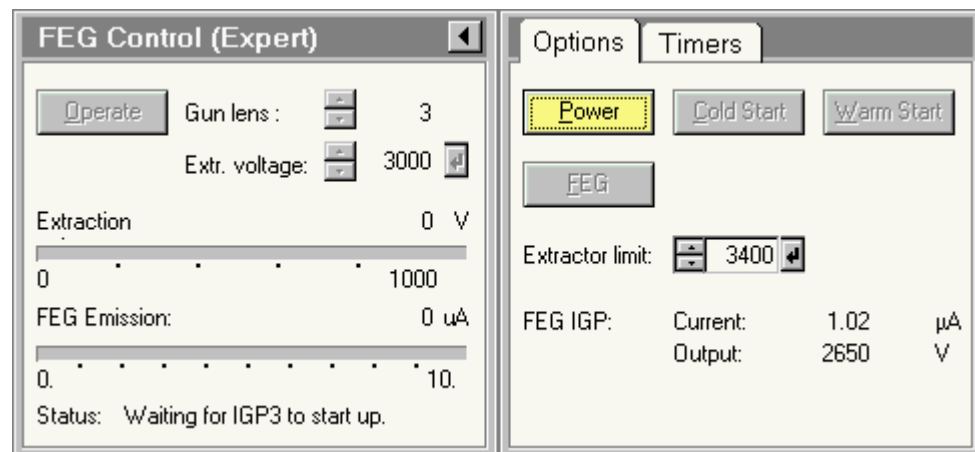 FEG Control (Expert)
Operate
Gun lens : 3
Extr. voltage: 3000
Extraction 0 V
0 1000
FEG Emission: 0 uA
0. 10.
Status: Waiting for IGP3 to start up.
Options Timers
Power Cold Start Warm Start
FEG
Extractor limit: 3400
FEG IGP: Current: 1.02 µA
Output: 2650 V